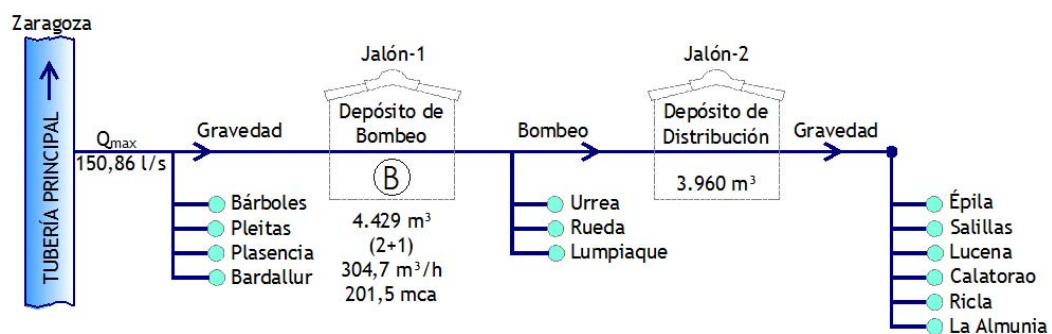 Zaragoza
TUBERÍA PRINCIPAL
Qmax
150,86 l/s
Gravedad
Bárboles
Pleitas
Plasencia
Bardallur
Jalón-1
Depósito de
Bombeo
B
4.429 m³
(2+1)
304,7 m³/h
201,5 mca
Bombeo
Urrea
Rueda
Lumpiaque
Jalón-2
Depósito de
Distribución
3.960 m³
Gravedad
Épila
Salillas
Lucena
Calatorao
Ricla
La Almunia